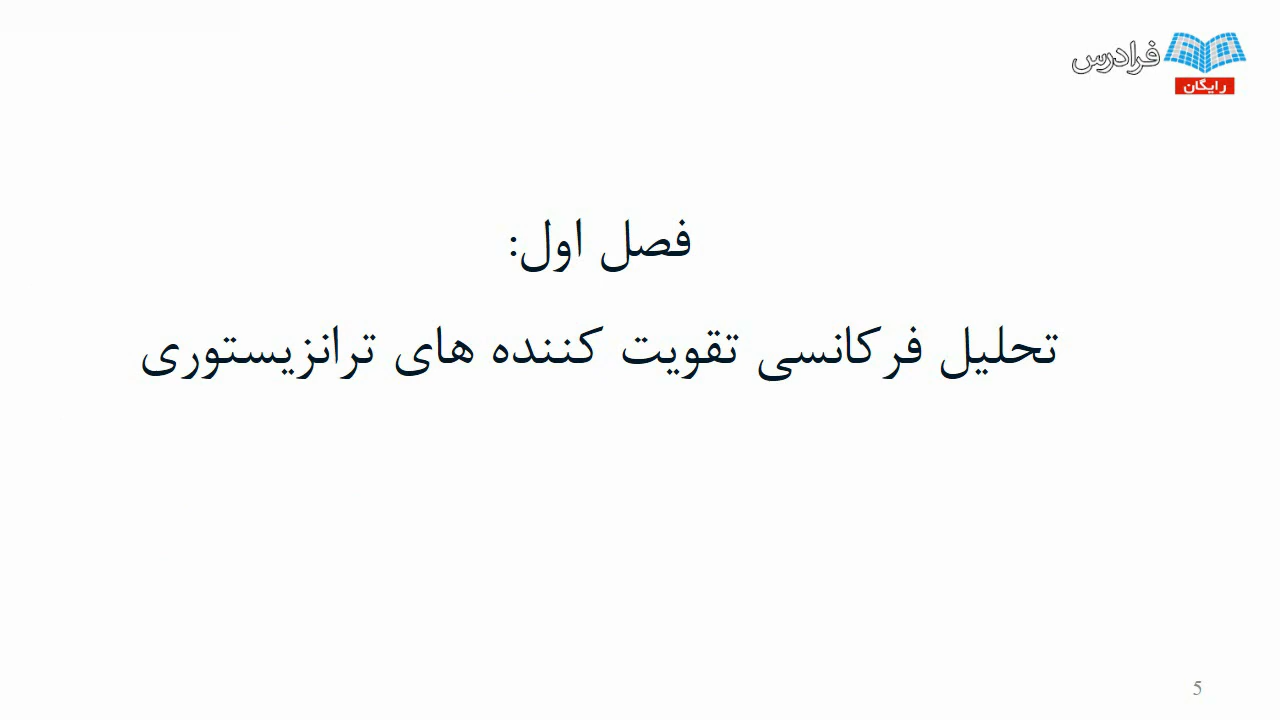 فرادرس
رایگان
فصل اول:
تحلیل فرکانسی تقویت کننده های ترانزیستوری
5